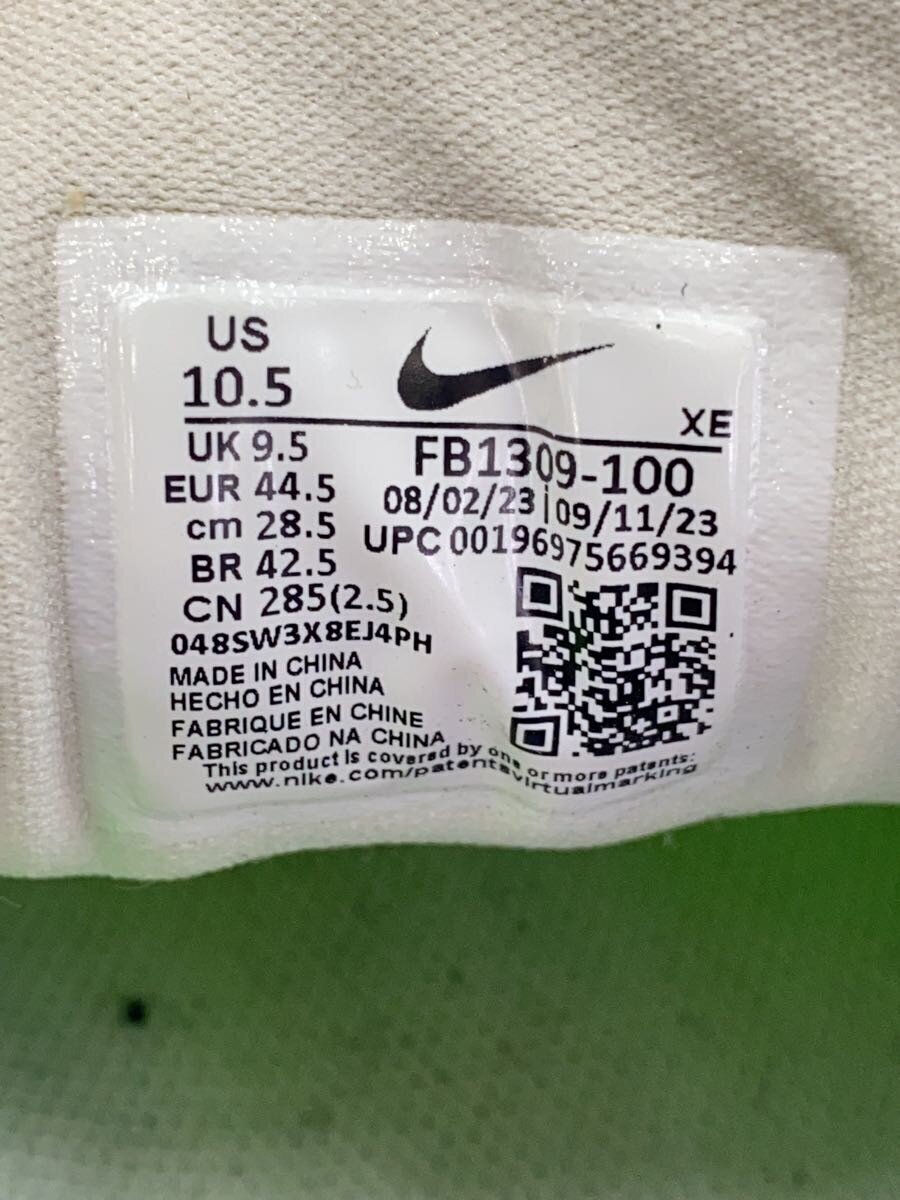 US
10.5
XE
UK 9.5
FB1309-100
EUR 44.5
08/02/23 | 09/11/23
cm 28.5
UPC 00196975669394
BR 42.5
CN 285(2.5)
048SW3X8EJ4PH
MADE IN CHINA
HECHO EN CHINA
FABRIQUE EN CHINE
FABRICADO NA CHINA
This product is covered by one or more patents:
www.nike.com/patentsvirtualmarking